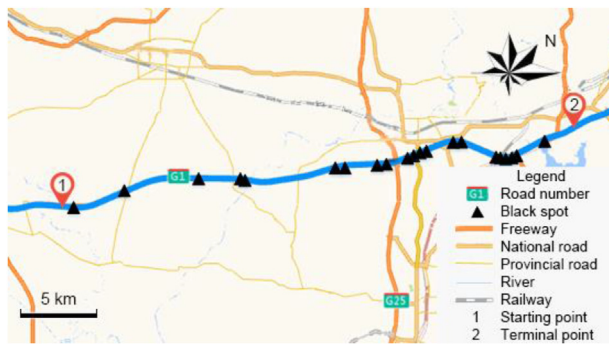 N
2
1
G1
Legend
G1 Road number
Black spot
Freeway
National road
Provincial road
River
Railway
5 km
G25
1 Starting point
2 Terminal point